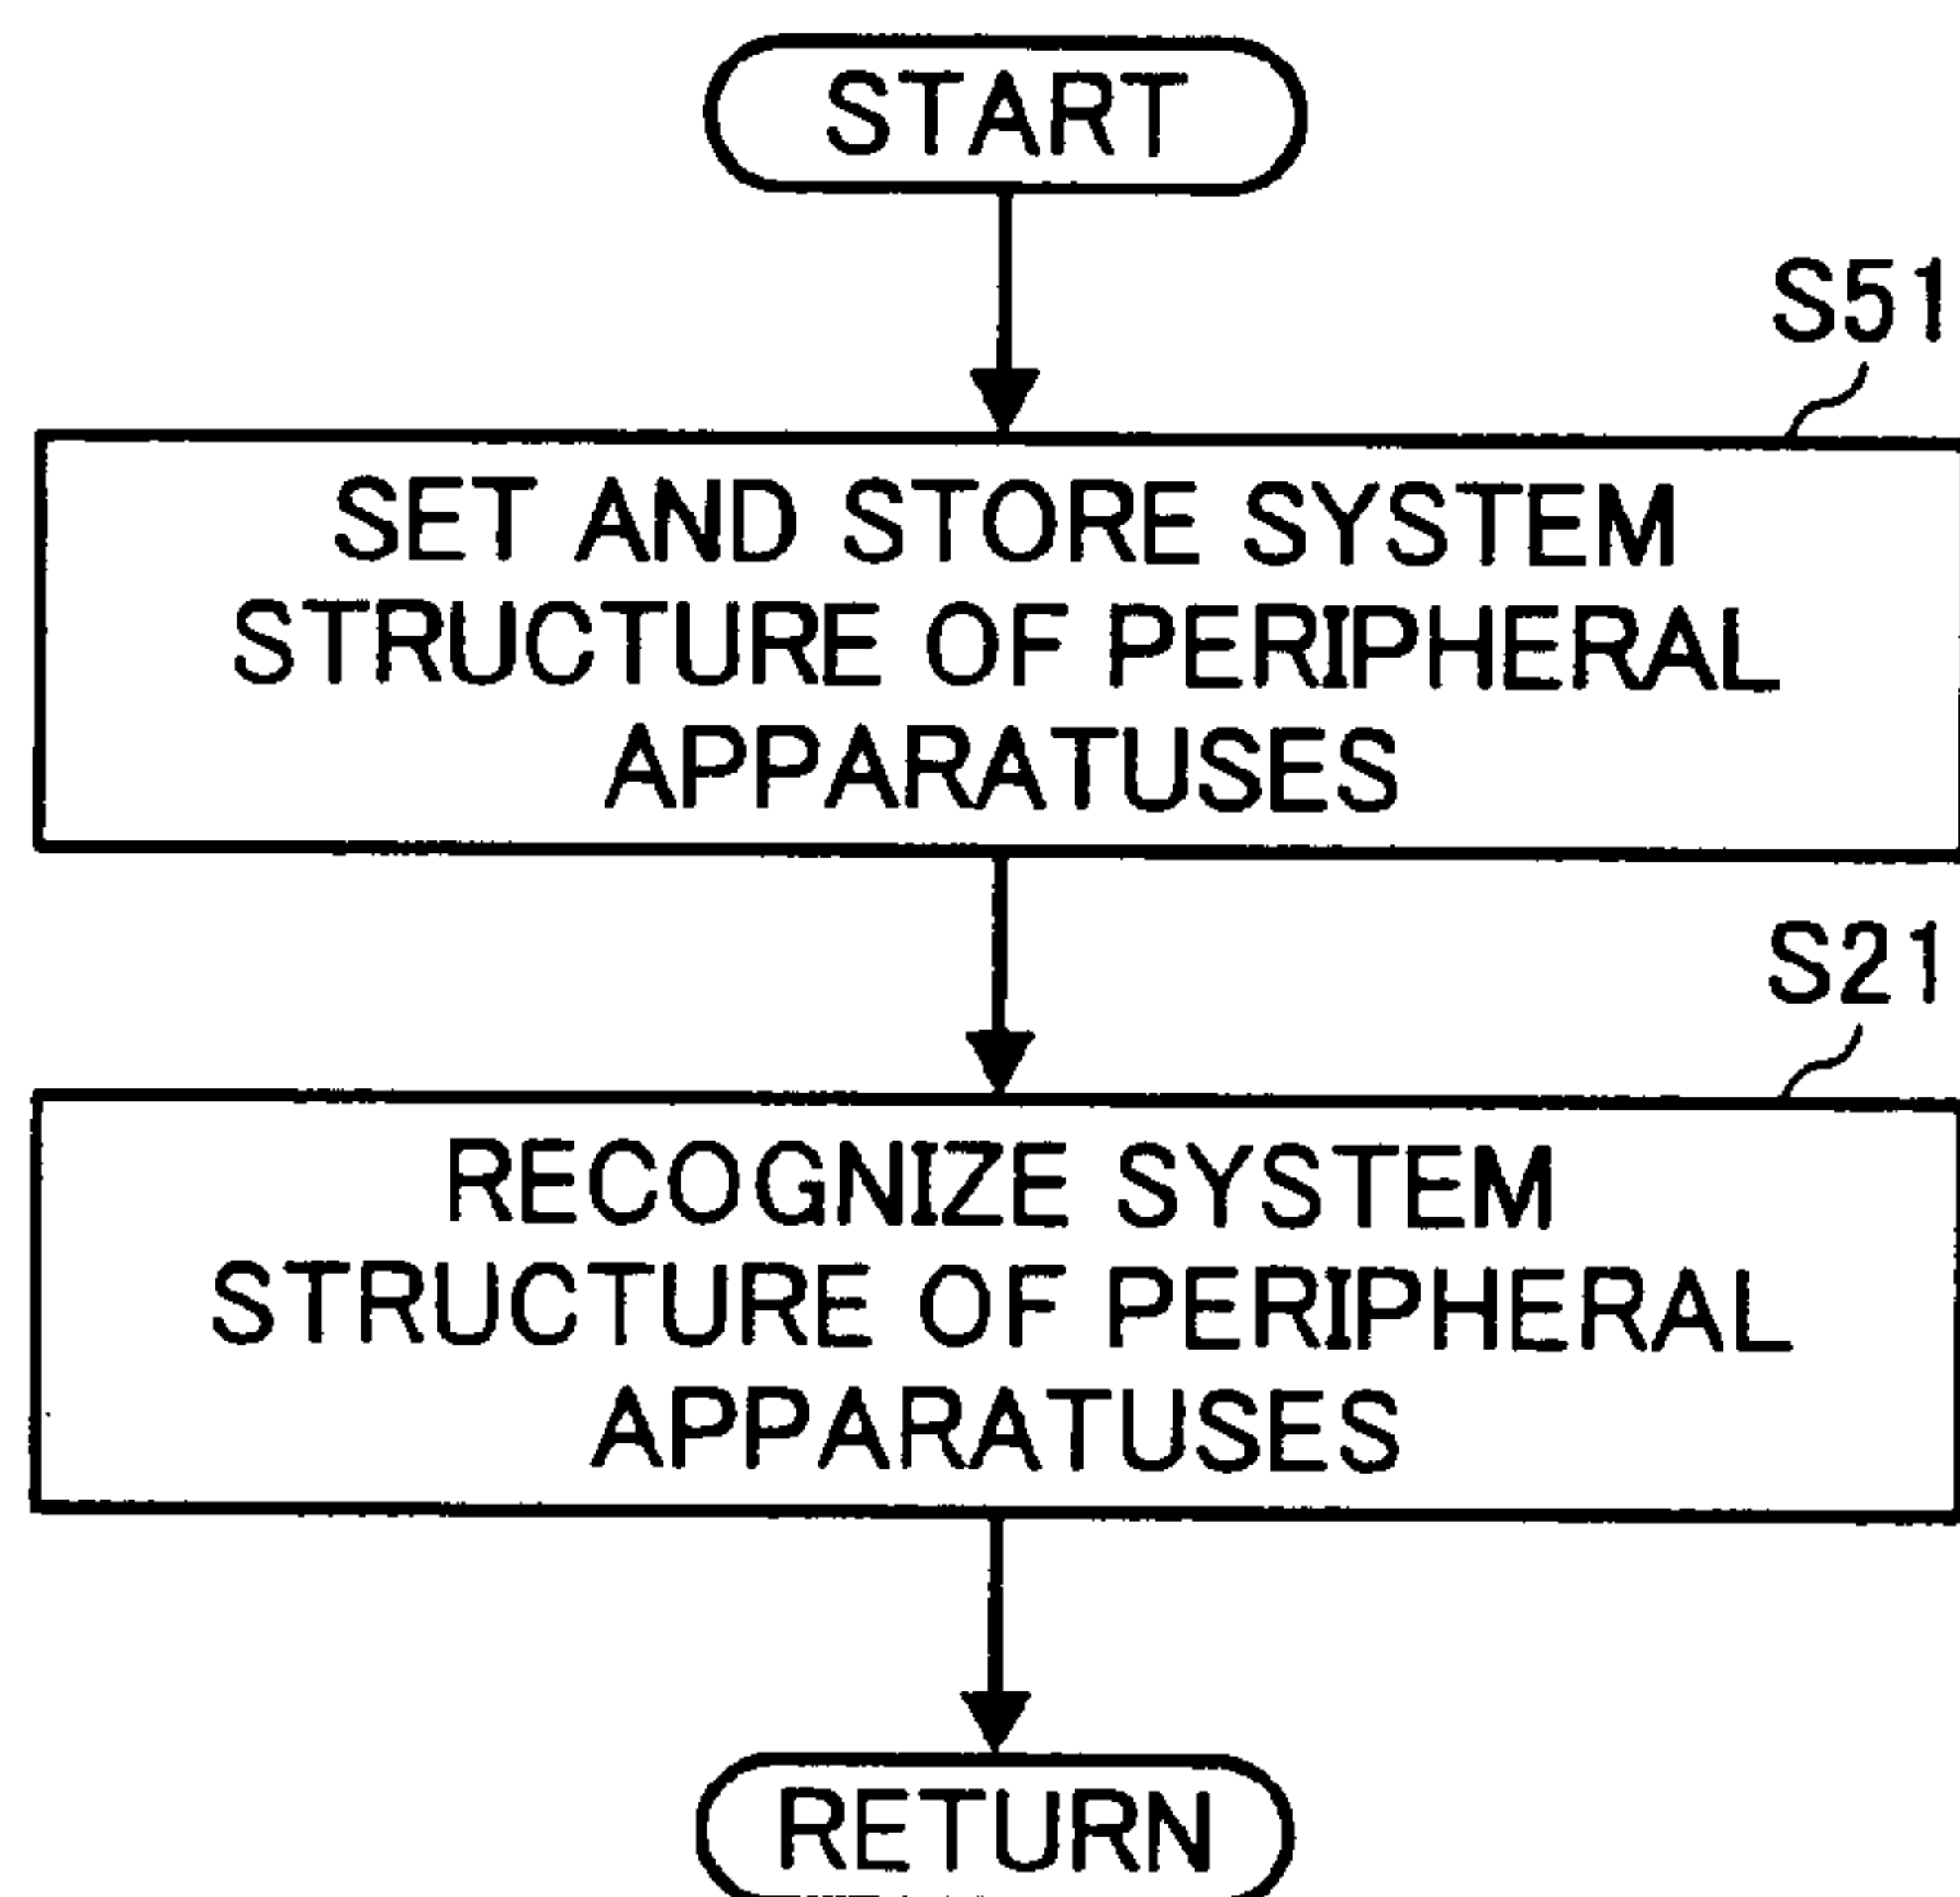 START
S51
SET AND STORE SYSTEM
STRUCTURE OF PERIPHERAL
APPARATUSES
S21
RECOGNIZE SYSTEM
STRUCTURE OF PERIPHERAL
APPARATUSES
RETURN